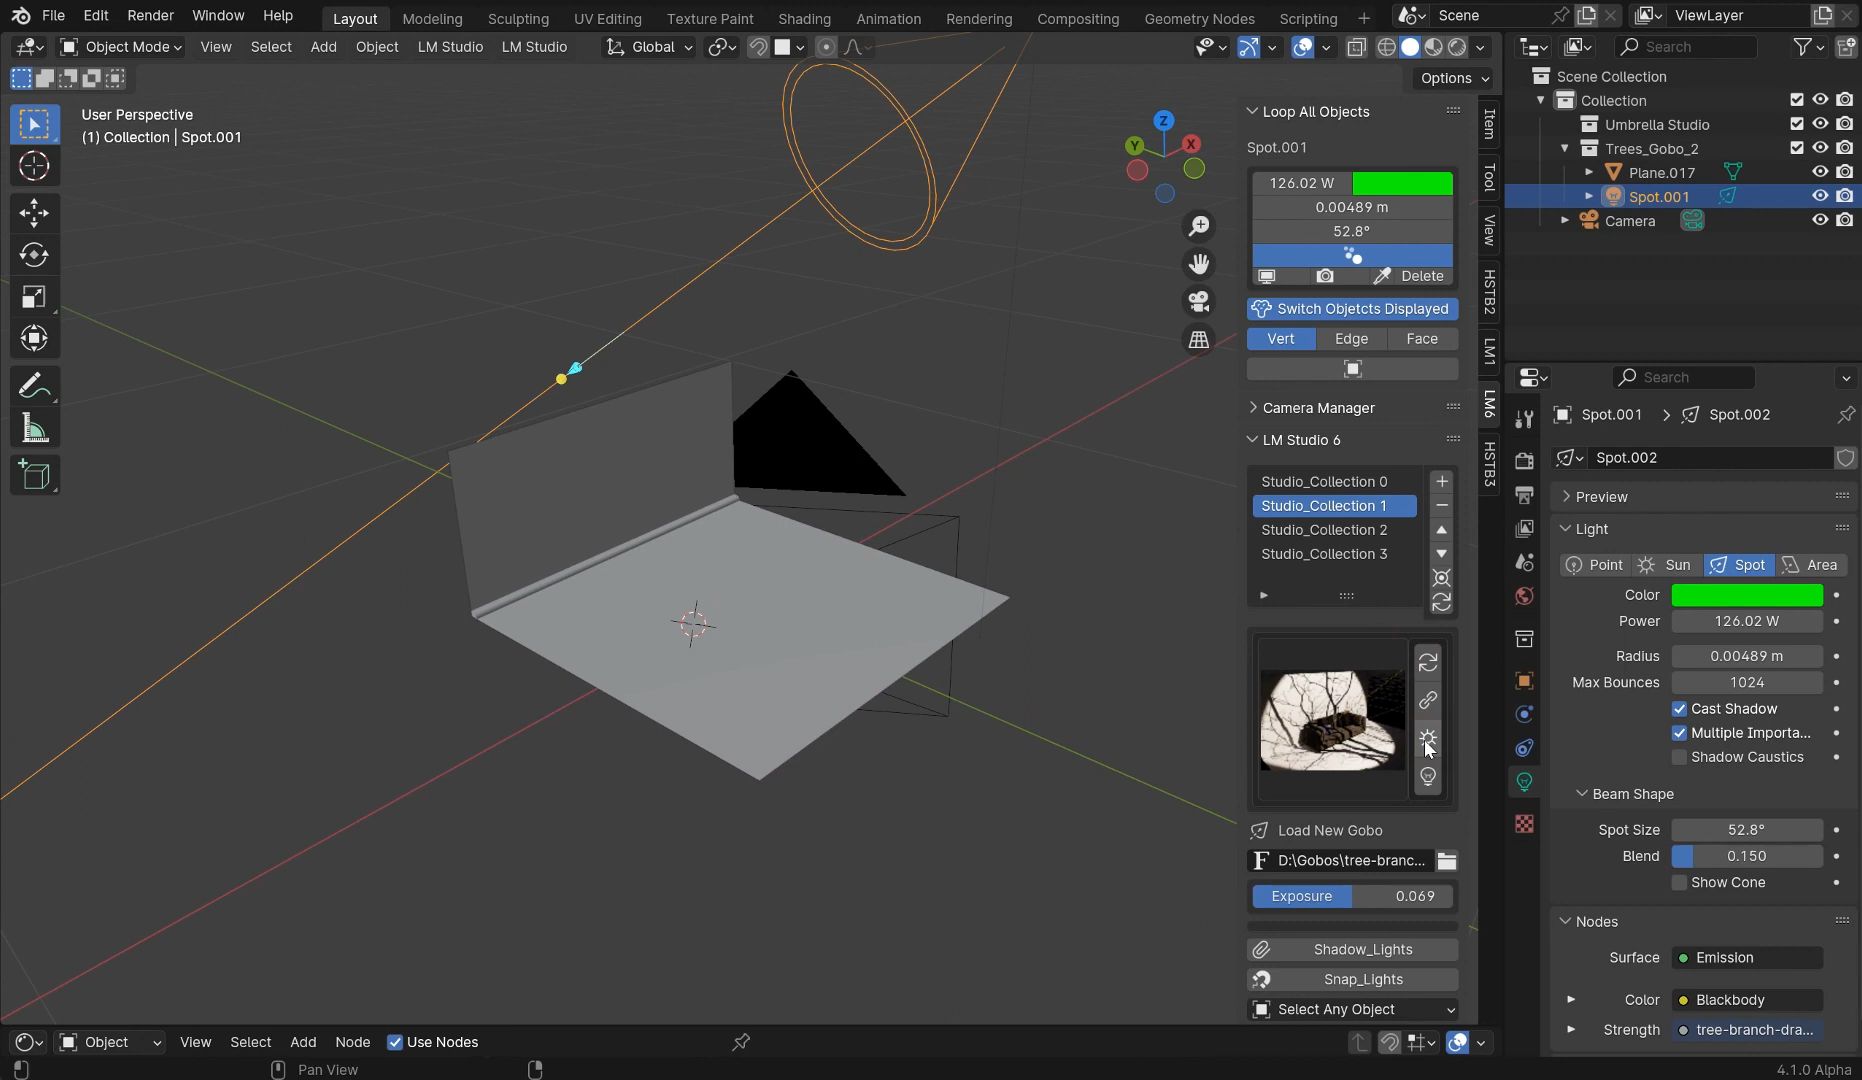 File Edit Render Window Help Layout Modeling Sculpting UV Editing Texture Paint Shading Animation Rendering Compositing Geometry Nodes Scripting + Scene ViewLayer
Object Mode View Select Add Object LM Studio LM Studio Global Search
Options
User Perspective
(1) Collection | Spot.001
Z
Y
X
Loop All Objects
Spot.001
126.02 W
0.00489 m
52.8°
Delete
Switch Objetcts Displayed
Vert Edge Face
Camera Manager
LM Studio 6
Studio_Collection 0
Studio_Collection 1
Studio_Collection 2
Studio_Collection 3
Load New Gobo
F D:\Gobos\tree-branc...
Exposure 0.069
Shadow_Lights
Snap_Lights
Select Any Object
Item
Tool
View
HSTB2
LM1
LM6
HSTB3
Scene Collection
Collection
Umbrella Studio
Trees_Gobo_2
Plane.017
Spot.001
Camera
Search
Spot.001 > Spot.002
Spot.002
Preview
Light
Point Sun Spot Area
Color
Power 126.02 W
Radius 0.00489 m
Max Bounces 1024
Cast Shadow
Multiple Importa...
Shadow Caustics
Beam Shape
Spot Size 52.8°
Blend 0.150
Show Cone
Nodes
Surface Emission
Color Blackbody
Strength tree-branch-dra...
Object View Select Add Node Use Nodes
Pan View 4.1.0 Alpha